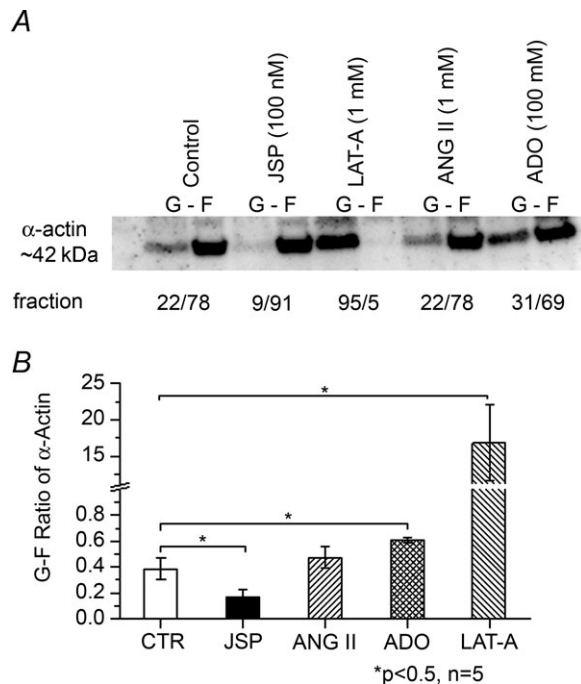 A
Control
JSP (100 nM)
LAT-A (1 mM)
ANG II (1 mM)
ADO (100 mM)
G - F G - F G - F G - F G - F
α-actin
~42 kDa
fraction 22/78 9/91 95/5 22/78 31/69
B
G-F Ratio of α-Actin
25
15
5
0.8
0.6
0.4
0.2
0.0
*
*
*
CTR JSP ANG II ADO LAT-A
*p<0.5, n=5